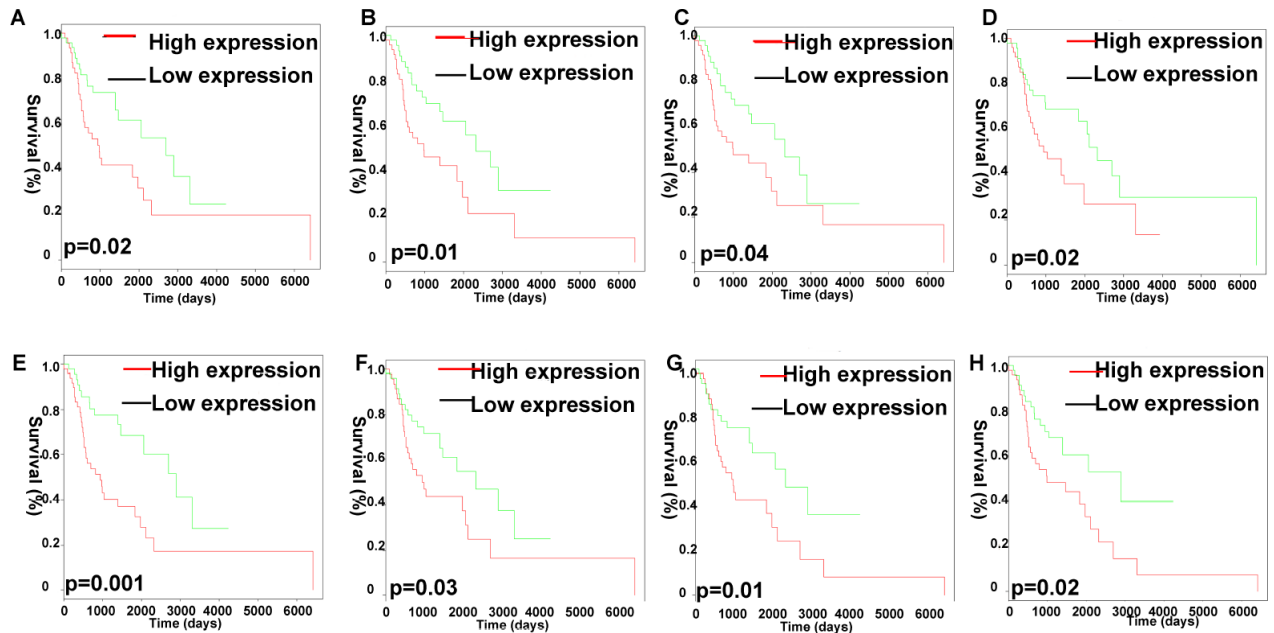 A
High expression
Low expression
Survival (%)
1.0
0.8
0.6
0.4
0.2
0
p=0.02
0 1000 2000 3000 4000 5000 6000
Time (days)
B
High expression
Low expression
Survival (%)
1.0
0.8
0.6
0.4
0.2
0
p=0.01
0 1000 2000 3000 4000 5000 6000
Time (days)
C
High expression
Low expression
Survival (%)
1.0
0.8
0.6
0.4
0.2
0
p=0.04
0 1000 2000 3000 4000 5000 6000
Time (days)
D
High expression
Low expression
Survival (%)
1.0
0.8
0.6
0.4
0.2
0
p=0.02
0 1000 2000 3000 4000 5000 6000
Time (days)
E
High expression
Low expression
Survival (%)
1.0
0.8
0.6
0.4
0.2
0
p=0.001
0 1000 2000 3000 4000 5000 6000
Time (days)
F
High expression
Low expression
Survival (%)
1.0
0.8
0.6
0.4
0.2
0
p=0.03
0 1000 2000 3000 4000 5000 6000
Time (days)
G
High expression
Low expression
Survival (%)
1.0
0.8
0.6
0.4
0.2
0
p=0.01
0 1000 2000 3000 4000 5000 6000
Time (days)
H
High expression
Low expression
Survival (%)
1.0
0.8
0.6
0.4
0.2
0
p=0.02
0 1000 2000 3000 4000 5000 6000
Time (days)